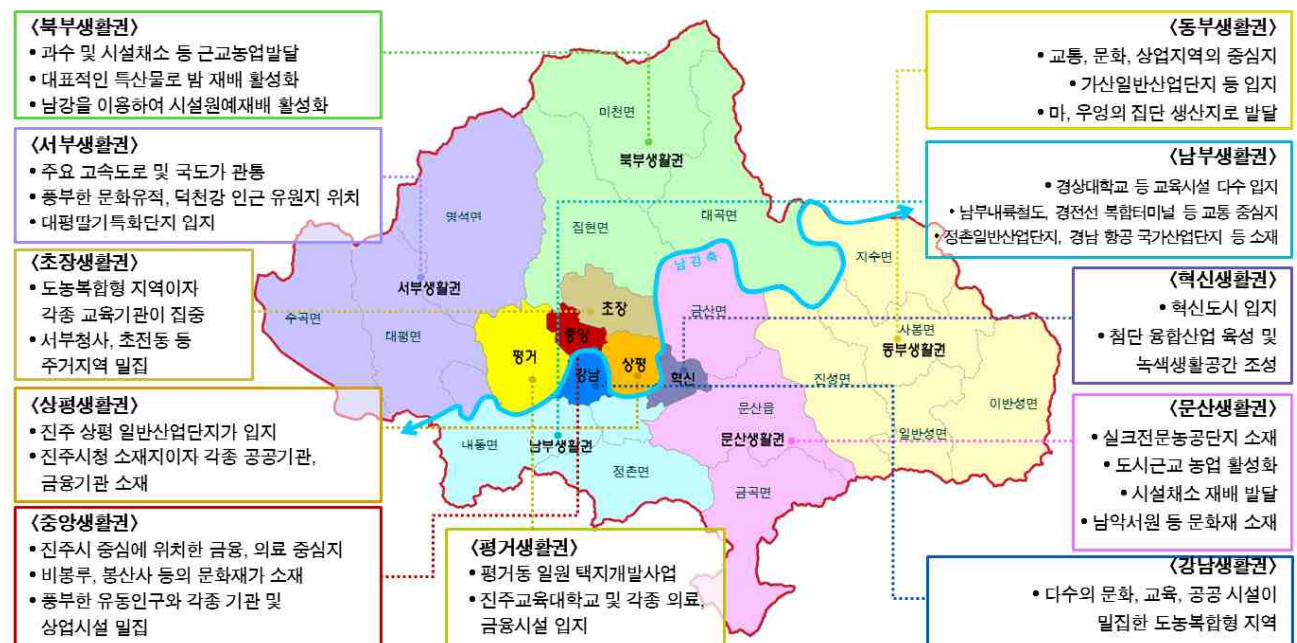 <북부생활권>
• 과수 및 시설채소 등 근교농업발달
• 대표적인 특산물로 밤 재배 활성화
• 남강을 이용하여 시설원예재배 활성화
<서부생활권>
• 주요 고속도로 및 국도가 관통
• 풍부한 문화유적, 덕천강 인근 유원지 위치
• 대평딸기특화단지 입지
<초장생활권>
• 도농복합형 지역이자
각종 교육기관이 집중
• 서부청사, 초전동 등
주거지역 밀집
<상평생활권>
• 진주 상평 일반산업단지가 입지
• 진주시청 소재지이자 각종 공공기관,
금융기관 소재
<중앙생활권>
• 진주시 중심에 위치한 금융, 의료 중심지
• 비봉루, 봉산사 등의 문화재가 소재
• 풍부한 유동인구와 각종 기관 및
상업시설 밀집
<평거생활권>
• 평거동 일원 택지개발사업
• 진주교육대학교 및 각종 의료,
금융시설 입지
<동부생활권>
• 교통, 문화, 상업지역의 중심지
• 가산일반산업단지 등 입지
• 마, 우엉의 집단 생산지로 발달
<남부생활권>
• 경상대학교 등 교육시설 다수 입지
• 남부내륙철도, 경전선 복합터미널 등 교통 중심지
• 정촌일반산업단지, 경남 항공 국가산업단지 등 소재
<혁신생활권>
• 혁신도시 입지
• 첨단 융합산업 육성 및
녹색생활공간 조성
<문산생활권>
• 실크전문농공단지 소재
• 도시근교 농업 활성화
• 시설채소 재배 발달
• 남악서원 등 문화재 소재
<강남생활권>
• 다수의 문화, 교육, 공공 시설이
밀집한 도농복합형 지역
미천면
북부생활권
명석면
집현면
대곡면
지수면
남강축
서부생활권
수곡면
대평면
초장
금산면
사봉면
동부생활권
중앙
평거
상평
강남
혁신
진성면
이반성면
문산읍
일반성면
내동면
남부생활권
문산생활권
정촌면
금곡면